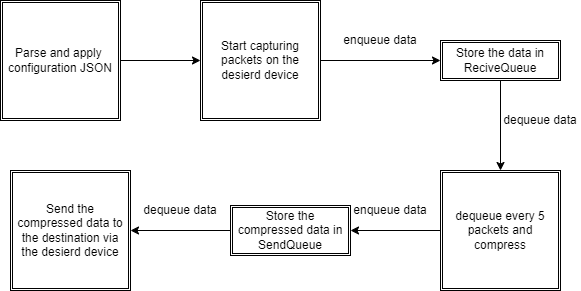 Parse and apply
configuration JSON
Start capturing
packets on the
desierd device
enqueue data
Store the data in
ReciveQueue
dequeue data
dequeue every 5
packets and
compress
enqueue data
Store the
compressed data in
SendQueue
dequeue data
Send the
compressed data to
the destination via
the desierd device